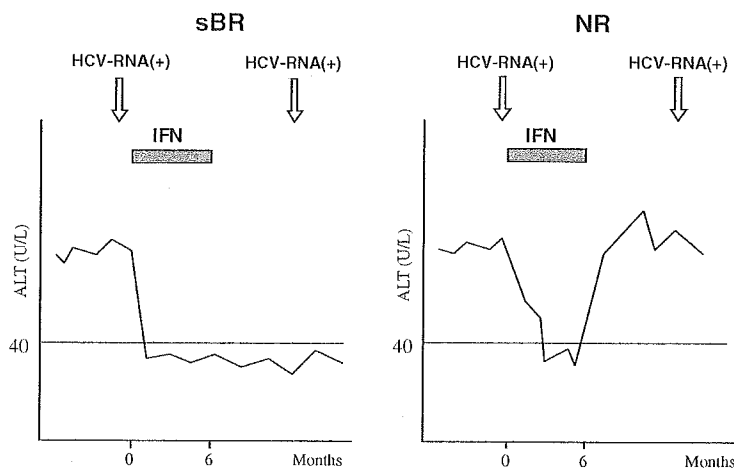 sBR
HCV-RNA(+)
HCV-RNA(+)
IFN
ALT (U/L)
40
0
6
Months
NR
HCV-RNA(+)
HCV-RNA(+)
IFN
ALT (U/L)
40
0
6
Months